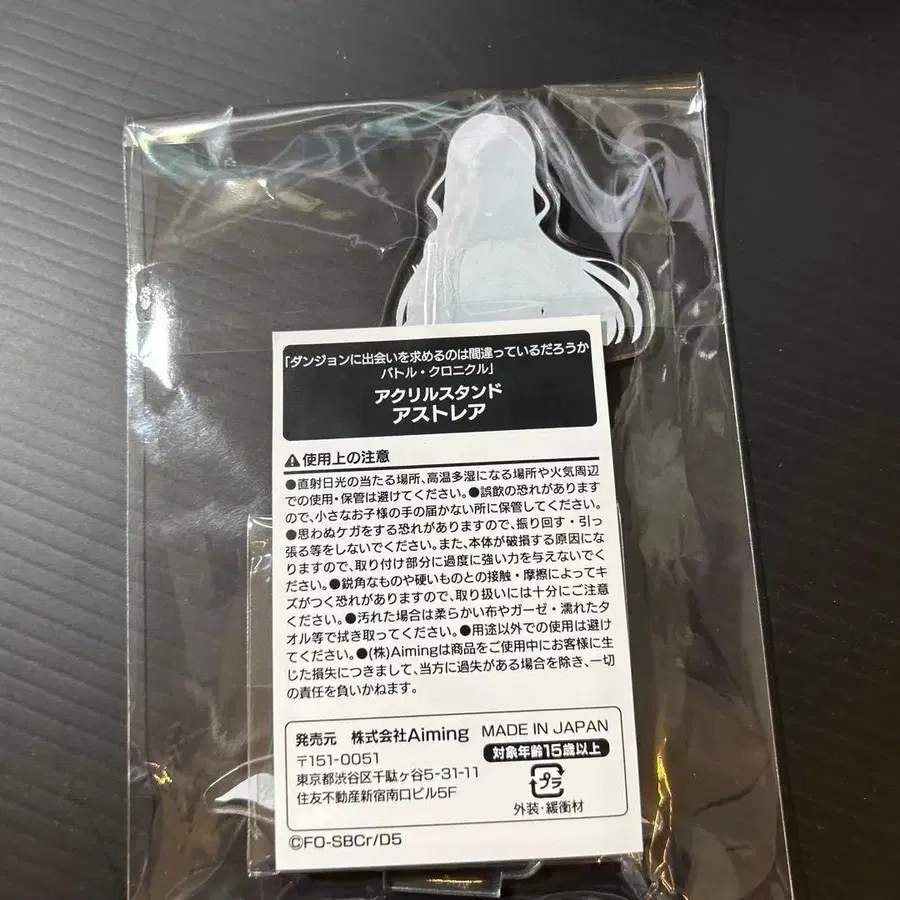 「ダンジョンに出会いを求めるのは間違っているだろうか
バトル・クロニクル」
アクリルスタンド
アストレア
使用上の注意
●直射日光の当たる場所、高温多湿になる場所や火気周辺
での使用・保管は避けてください。●誤飲の恐れがあります
ので、小さなお子様の手の届かない所に保管してください。
●思わぬケガをする恐れがありますので、振り回す・引っ
張る等をしないでください。また、本体が破損する原因にな
りますので、取り付け部分に過度に強い力を与えないでく
ださい。●鋭角なものや硬いものとの接触・摩擦によってキ
ズがつく恐れがありますので、取り扱いには十分にご注意
ください。●汚れた場合は柔らかい布やガーゼ・濡れたタ
オル等で拭き取ってください。●用途以外での使用は避け
てください。●(株)Aimingは商品をご使用中にお客様に生
じた損失につきまして、当方に過失がある場合を除き、一切
の責任を負いかねます。
発売元 株式会社Aiming MADE IN JAPAN
〒151-0051
対象年齢15歳以上
東京都渋谷区千駄ヶ谷5-31-11
住友不動産新宿南口ビル5F
プラ
外装・緩衝材
©FO-SBCr/D5